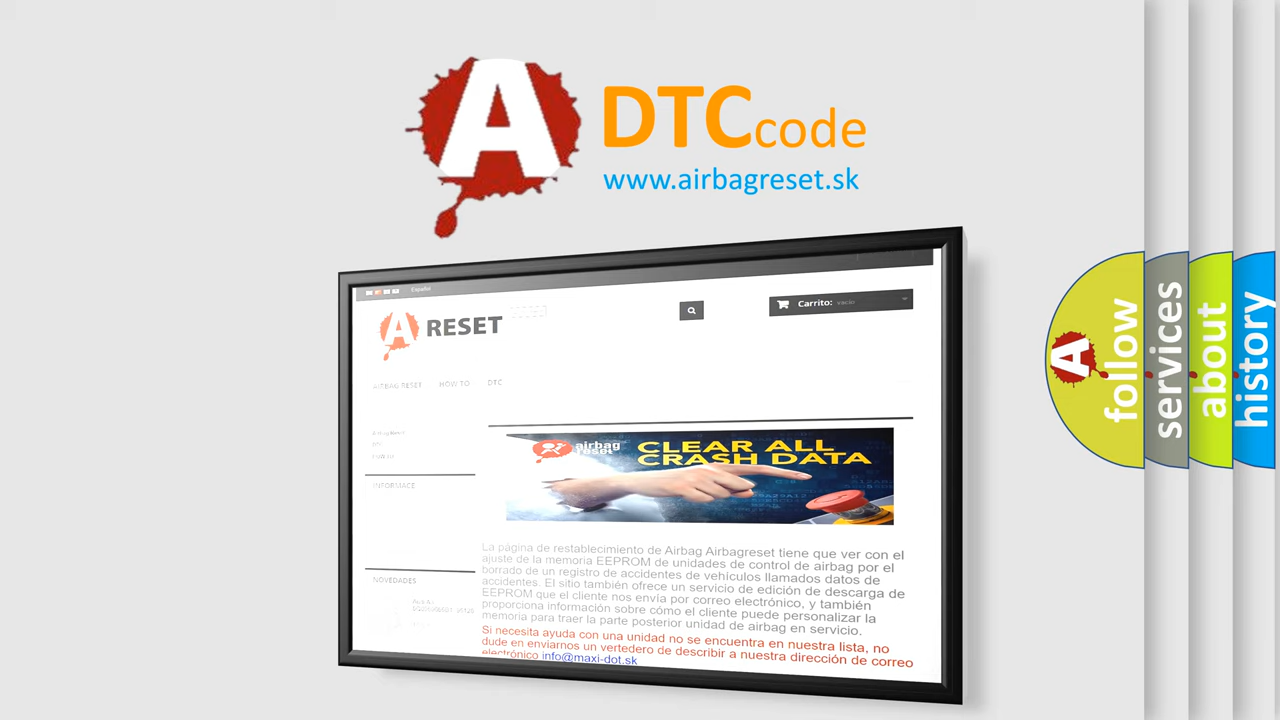 A
DTCcode
www.airbagreset.sk
Español
A RESET
Carrito: vacío
AIRBAG RESET HOW TO DTC
Airbag Reset
DTC
INFORMACE
airbag
reset
CLEAR ALL
CRASH DATA
NOVEDADES
La página de restablecimiento de Airbag Airbagreset tiene que ver con el
ajuste de la memoria EEPROM de unidades de control de airbag por el
borrado de un registro de accidentes de vehículos llamados datos de
accidentes. El sitio también ofrece un servicio de edición de descarga de
EEPROM que el cliente nos envía por correo electrónico, y también
proporciona información sobre cómo el cliente puede personalizar la
memoria para traer la parte posterior unidad de airbag en servicio.
Si necesita ayuda con una unidad no se encuentra en nuestra lista, no
dude en enviarnos un vertedero de describir a nuestra dirección de correo
electrónico info@maxi-dot.sk
A
follow
services
about
history